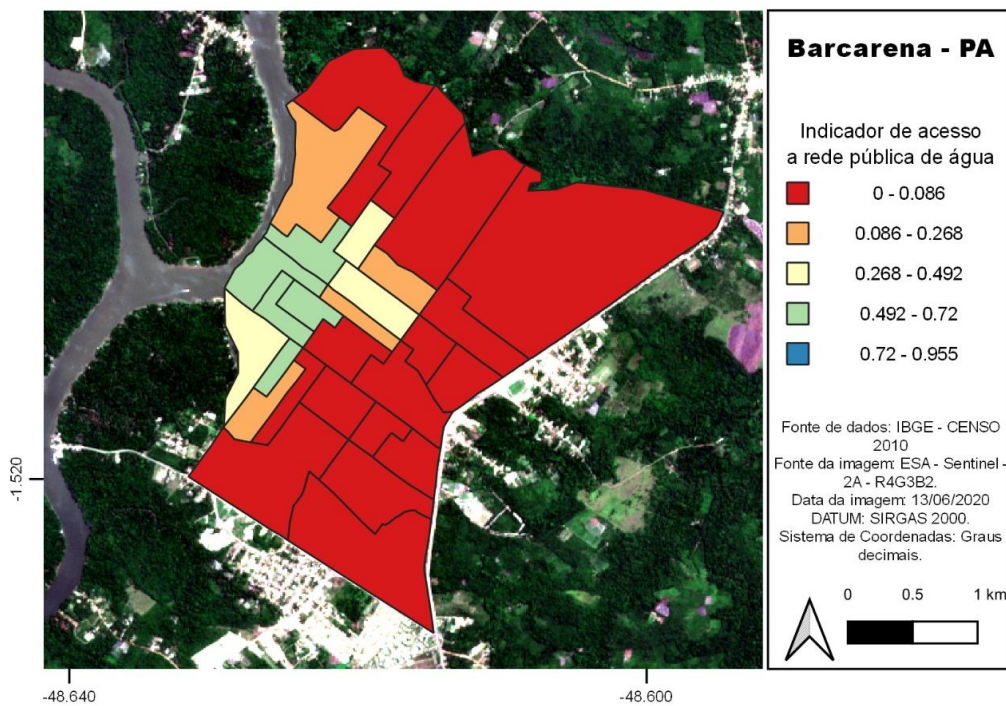 Barcarena - PA
Indicador de acesso
a rede pública de água
0 - 0.086
0.086 - 0.268
0.268 - 0.492
0.492 - 0.72
0.72 - 0.955
Fonte de dados: IBGE - CENSO
2010
Fonte da imagem: ESA - Sentinel -
2A - R4G3B2.
Data da imagem: 13/06/2020
DATUM: SIRGAS 2000.
Sistema de Coordenadas: Graus
decimais.
0 0.5 1 km
-1.520
-48.640 -48.600